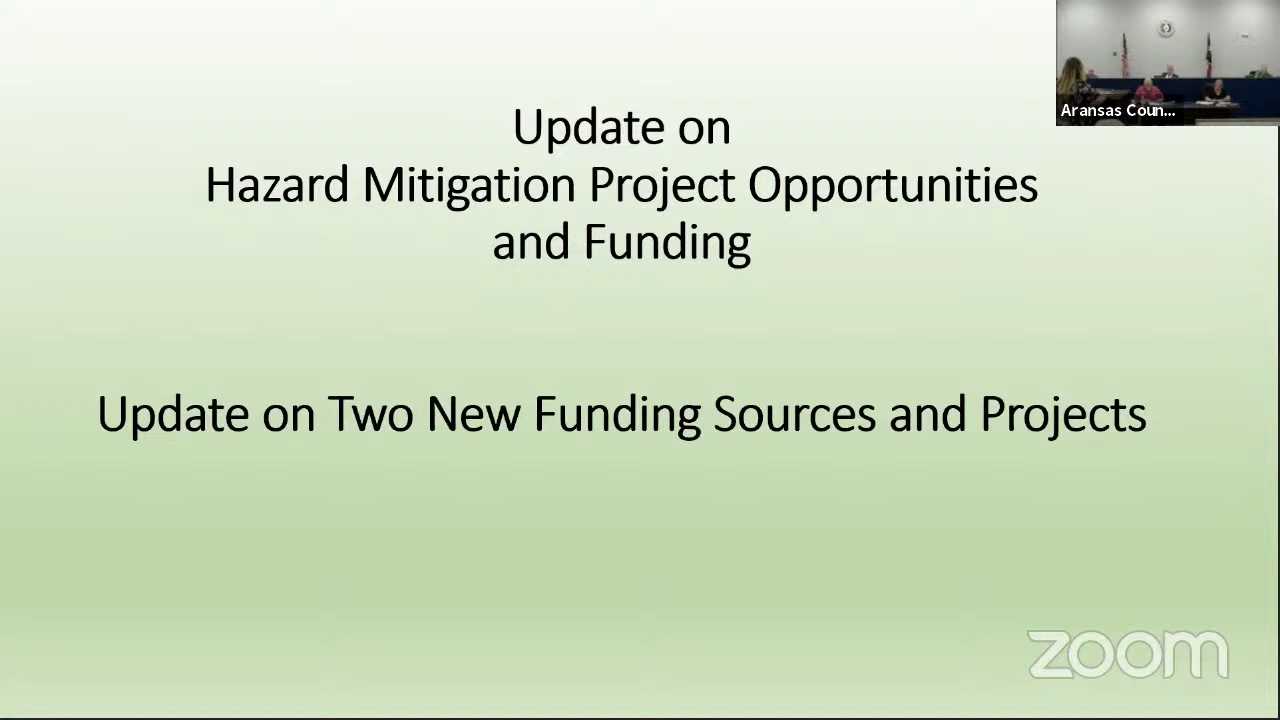 Aransas Coun...
Update on
Hazard Mitigation Project Opportunities
and Funding
Update on Two New Funding Sources and Projects
zoom